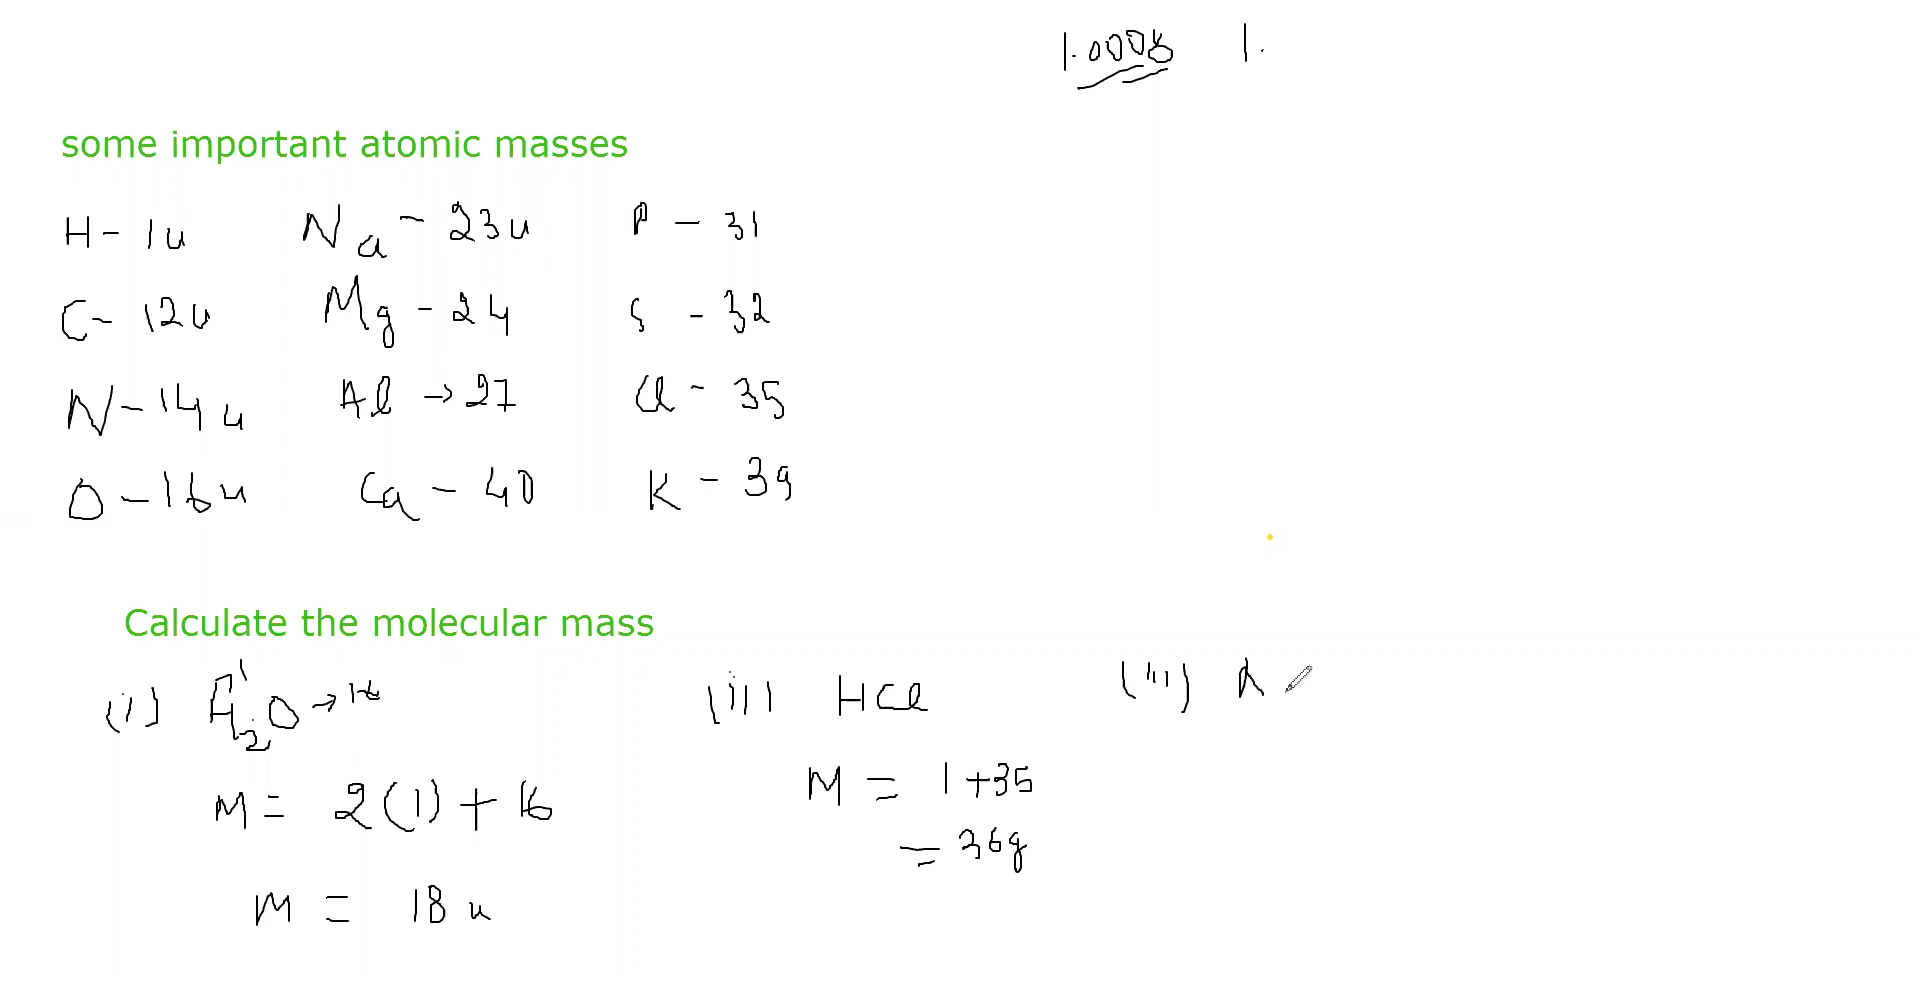 1.0008 1.
some important atomic masses
H - 1u Na - 23u P - 31
C - 12u Mg - 24 S - 32
N - 14u Al → 27 Cl - 35
O - 16u Ca - 40 K - 39
Calculate the molecular mass
(i) H₂O → 16 (ii) HCl (iii)
1
M = 2(1) + 16 M = 1 + 35
= 36g
M = 18 u